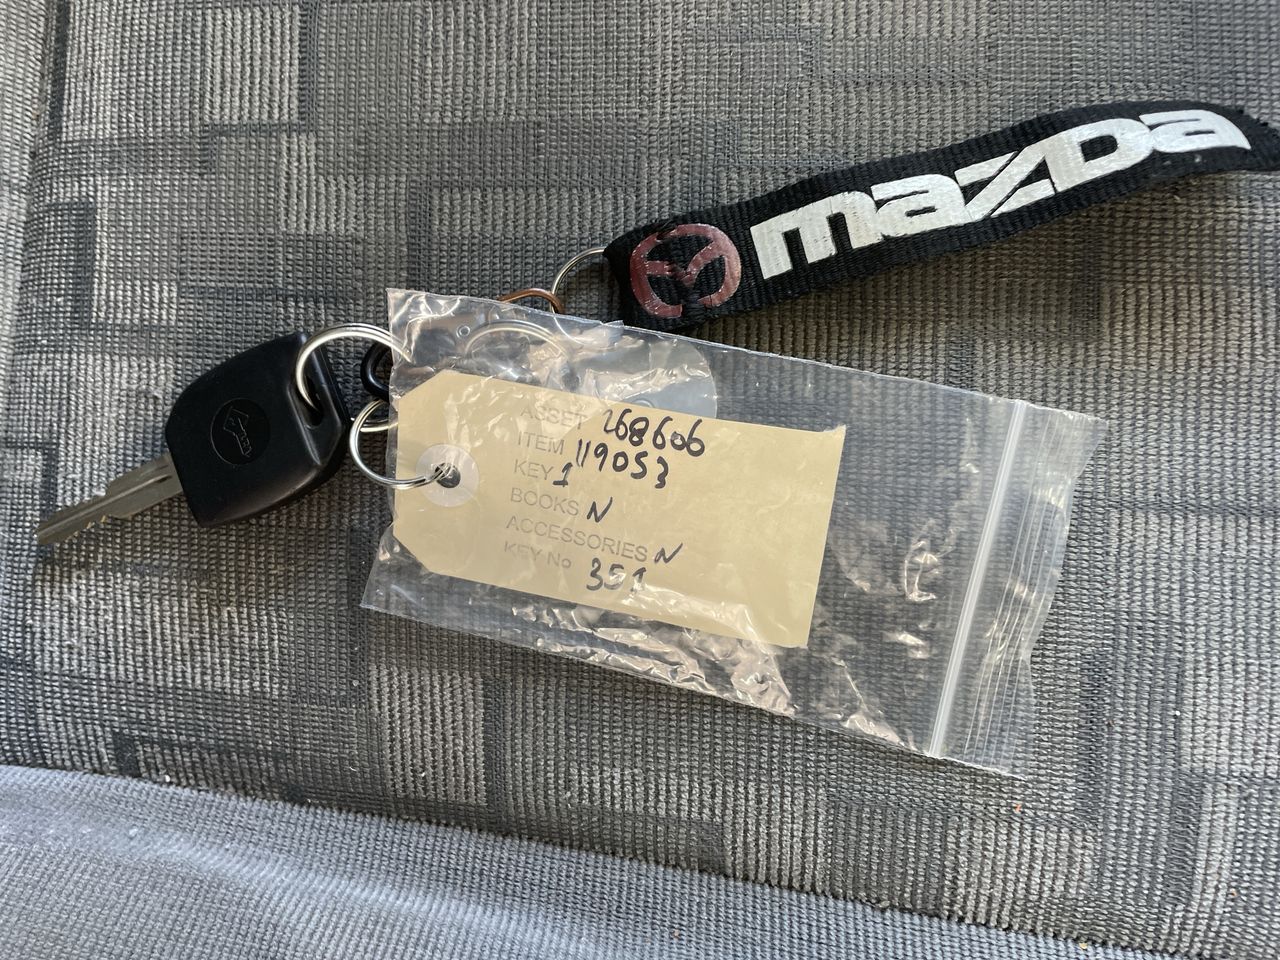 mazda
ASSET 268606
ITEM 119053
KEY 1
BOOKS N
ACCESSORIES N
KEY No 351